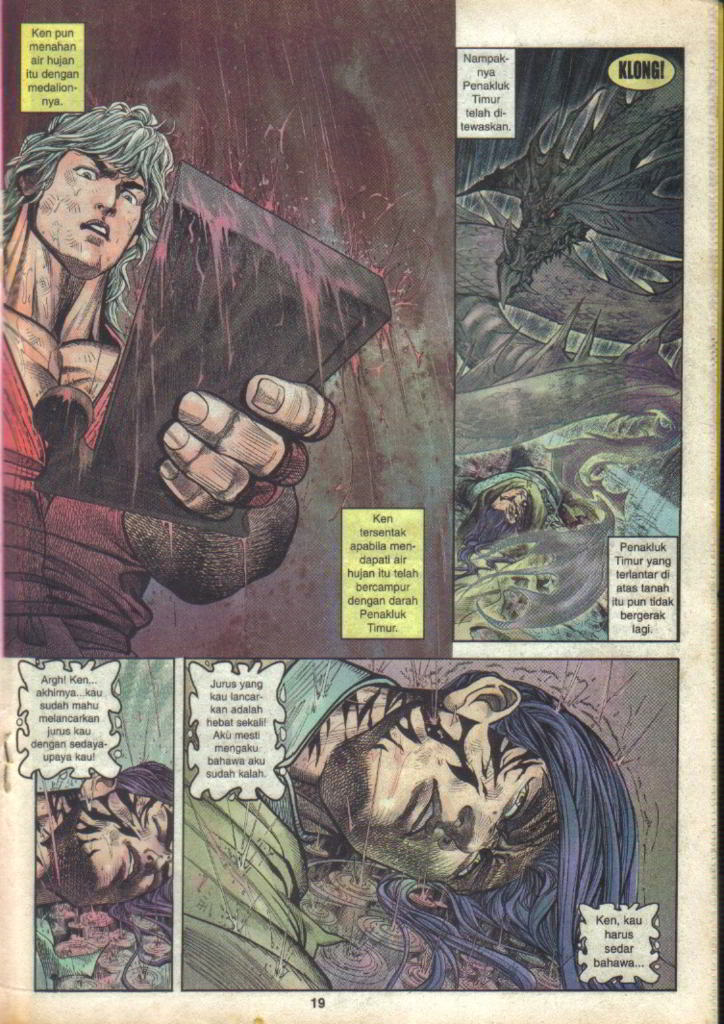 Ken pun
menahan
air hujan
itu dengan
medalion-
nya.
Nampak-
nya
Penakluk
Timur
telah di-
tewaskan.
KLONG!
Ken
tersentak
apabila men-
dapati air
hujan itu telah
bercampur
dengan darah
Penakluk
Timur.
Penakluk
Timur yang
terlantar di
atas tanah
itu pun tidak
bergerak
lagi.
Argh! Ken...
akhirnya...kau
sudah mahu
melancarkan
jurus kau
dengan sedaya-
upaya kau!
Jurus yang
kau lancar-
kan adalah
hebat sekali!
Aku mesti
mengaku
bahawa aku
sudah kalah.
Ken, kau
harus
sedar
bahawa...
19